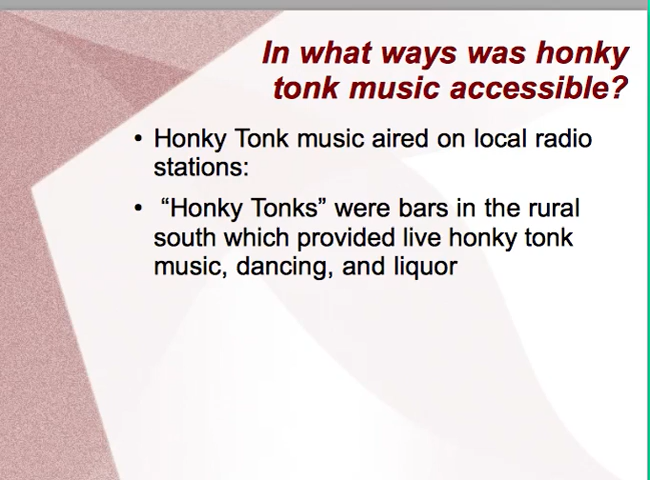 In what ways was honky
tonk music accessible?
• Honky Tonk music aired on local radio
stations:
• “Honky Tonks” were bars in the rural
south which provided live honky tonk
music, dancing, and liquor